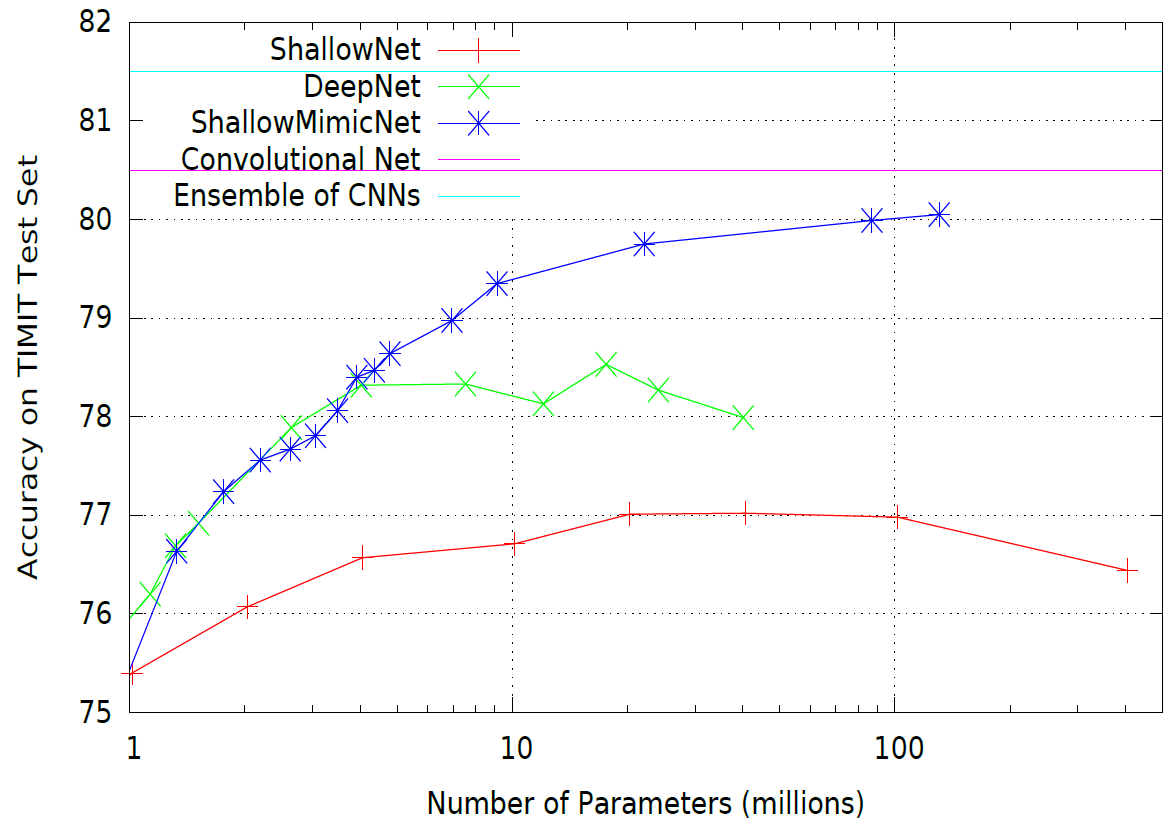 82
81
80
79
78
77
76
75
ShallowNet
DeepNet
ShallowMimicNet
Convolutional Net
Ensemble of CNNs
Accuracy on TIMIT Test Set
1 10 100
Number of Parameters (millions)